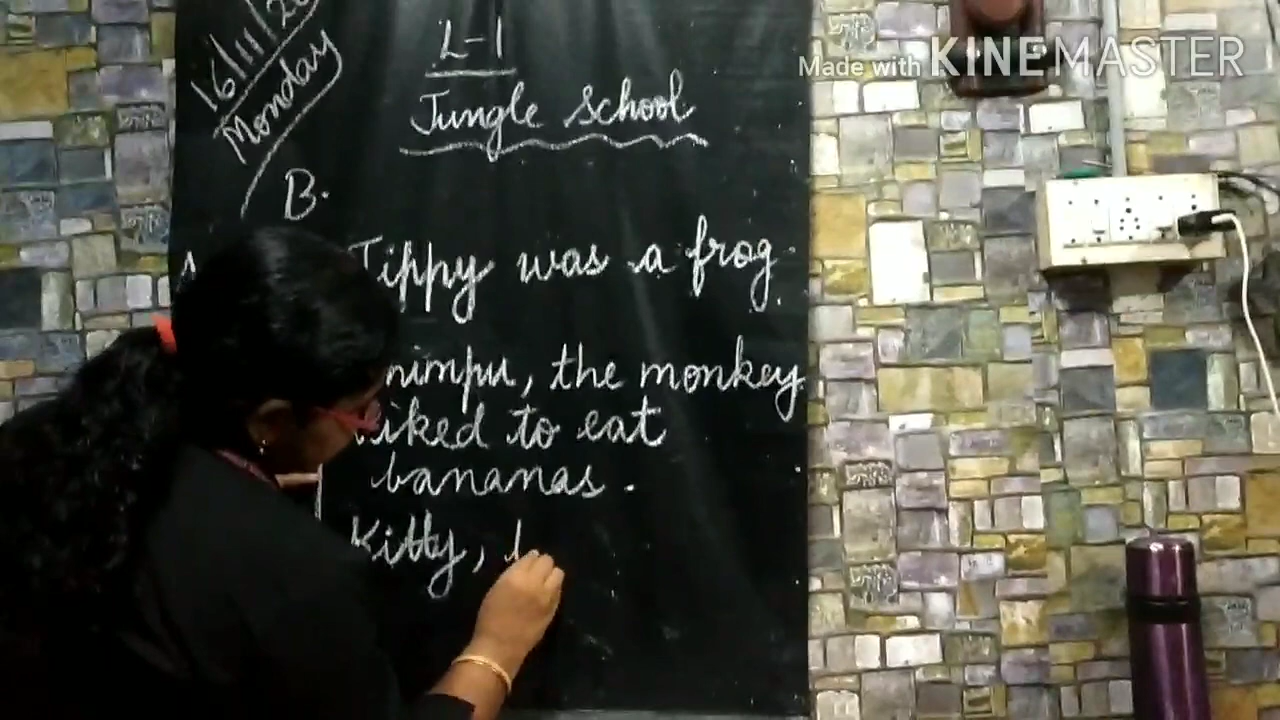 16/11/20
Monday
L-1
Jungle School
B.
Tippy was a frog.
nimpu, the monkey
liked to eat
bananas.
Kitty, t
Made with KINEMASTER